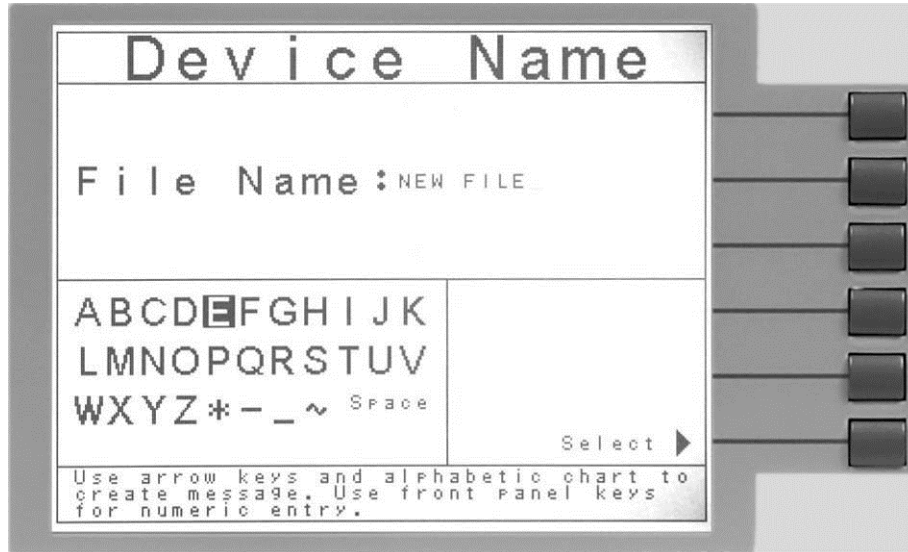 Device Name
File Name: NEW FILE_
ABCDEFGHIJK
LMNOPQRSTUV
WXYZ*-_~ Space
Select ▶
Use arrow keys and alphabetic chart to
create message. Use front panel keys
for numeric entry.